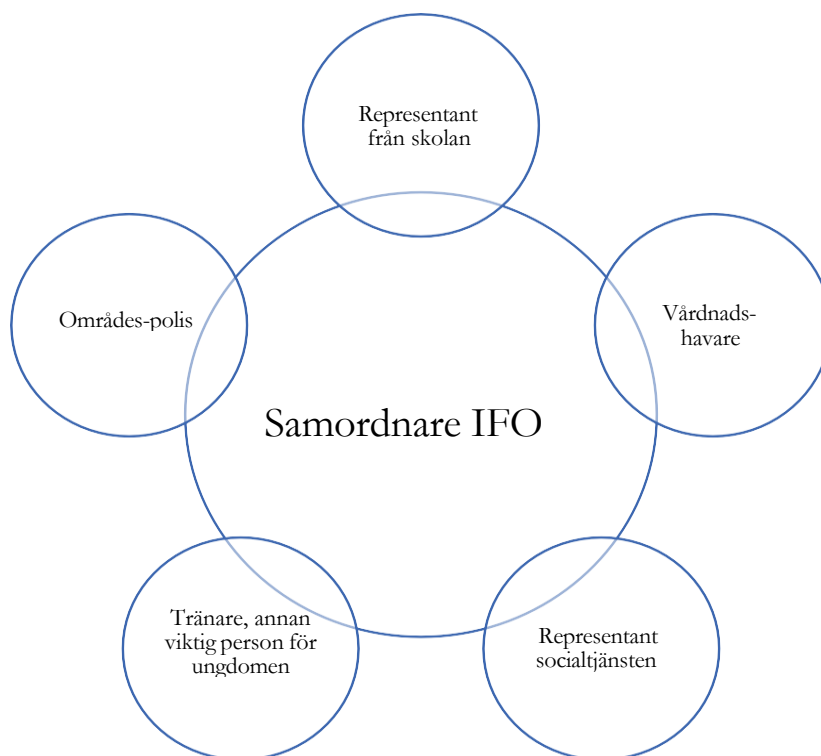 Representant
från skolan
Områdes-polis
Vårdnads-
havare
Samordnare IFO
Tränare, annan
viktig person för
ungdomen
Representant
socialtjänsten